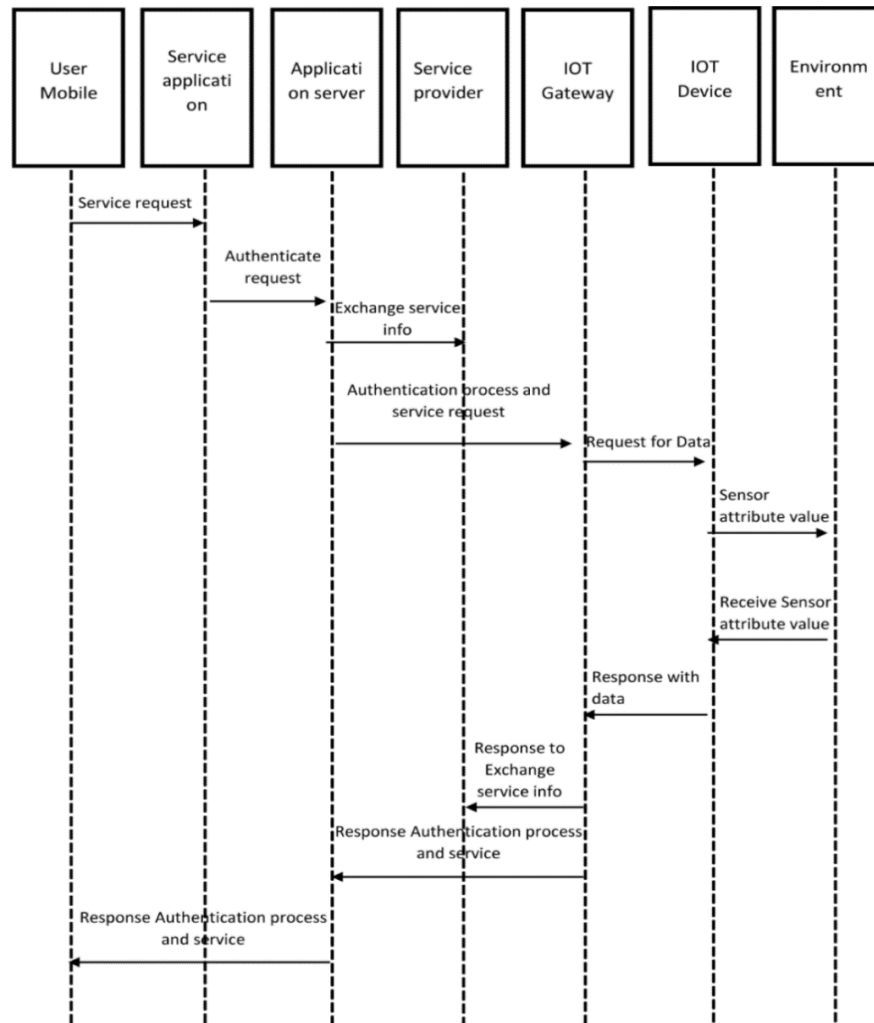 User
Mobile
Service
applicati
on
Applicati
on server
Service
provider
IOT
Gateway
IOT
Device
Environm
ent
Service request
Authenticate
request
Exchange service
info
Authentication process and
service request
Request for Data
Sensor
attribute value
Receive Sensor
attribute value
Response with
data
Response to
Exchange
service info
Response Authentication process
and service
Response Authentication process
and service